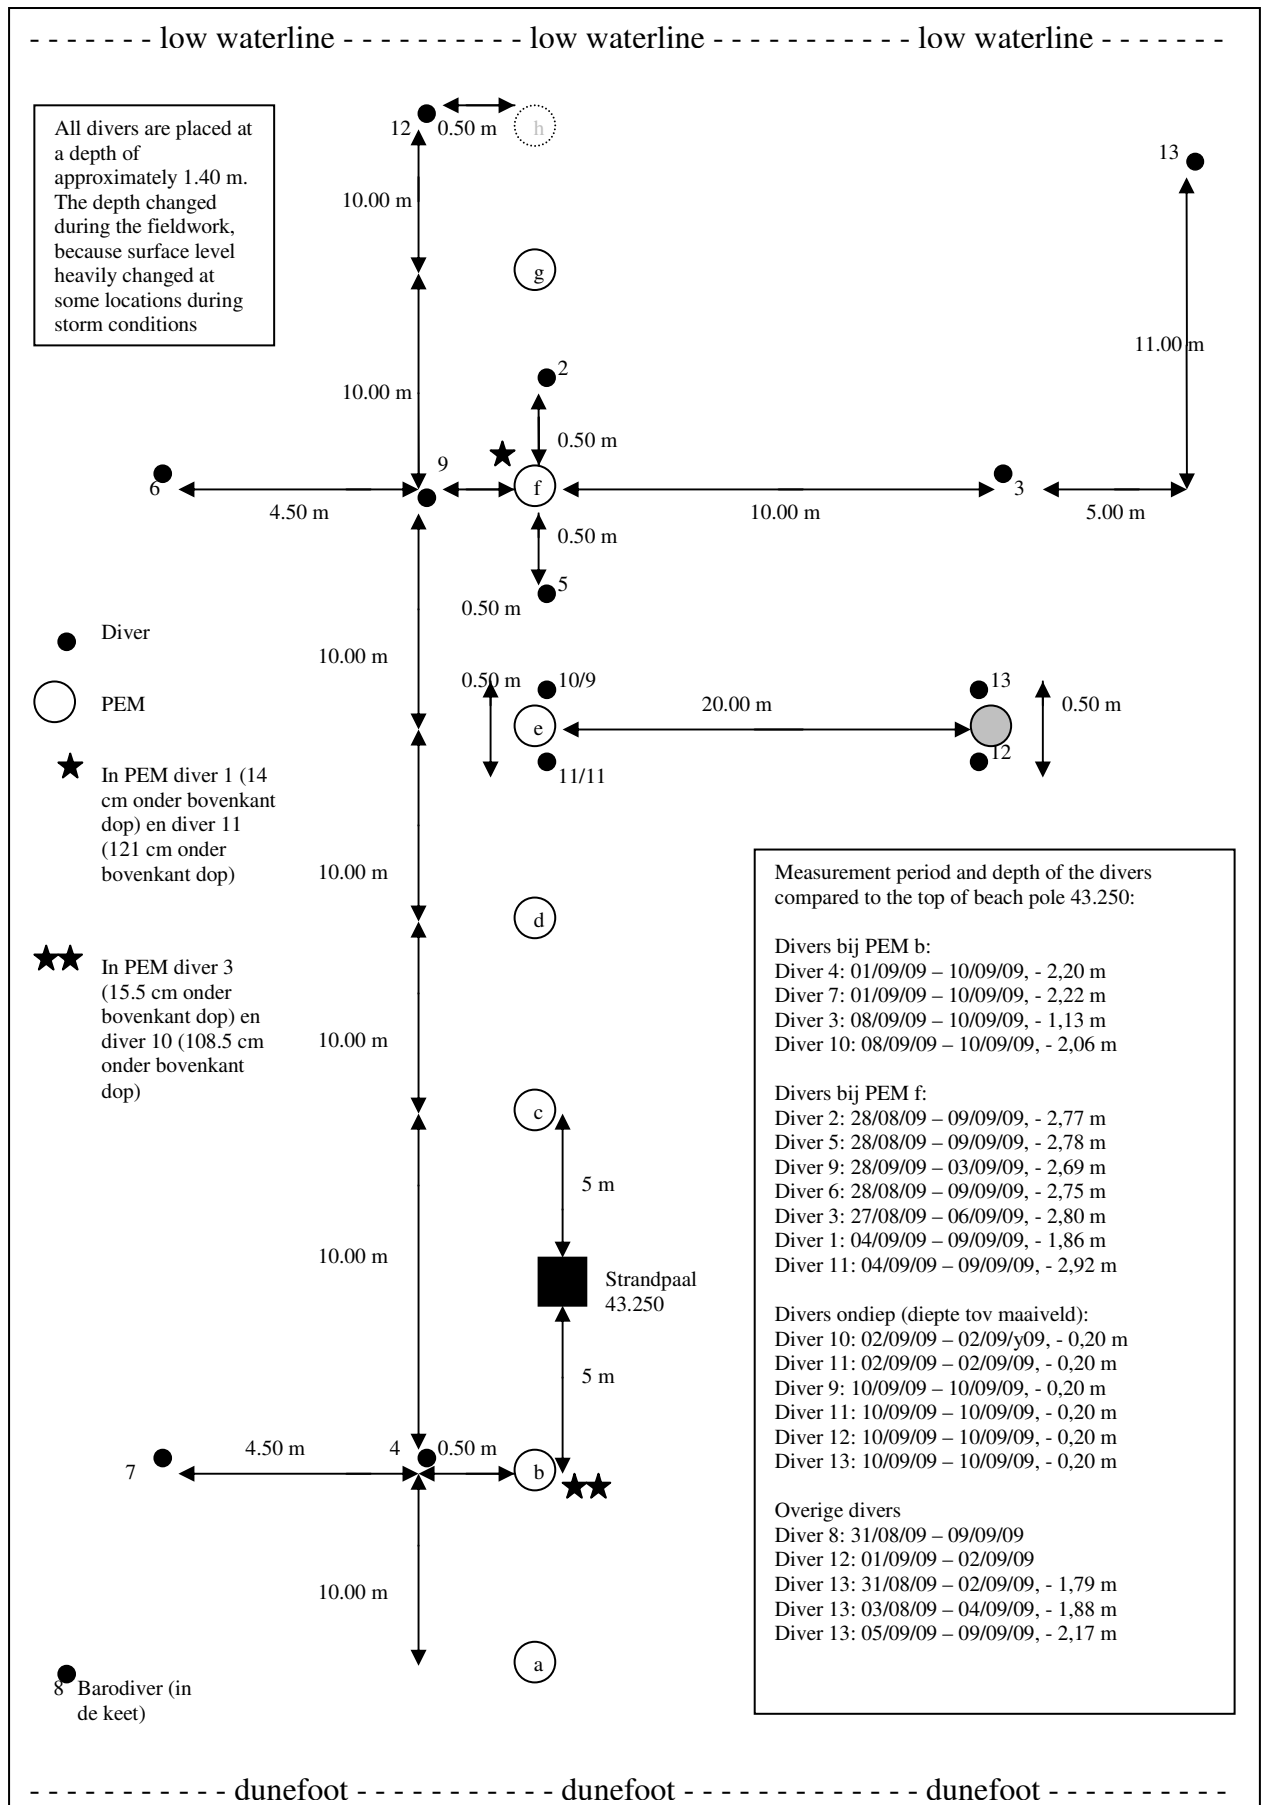 - - - - - - - low waterline - - - - - - - - - - low waterline - - - - - - - - - - - low waterline - - - - - - -
All divers are placed at
a depth of
approximately 1.40 m.
The depth changed
during the fieldwork,
because surface level
heavily changed at
some locations during
storm conditions
12
0.50 m
h
13
10.00 m
g
11.00 m
2
10.00 m
0.50 m
9
6
f
3
4.50 m
10.00 m
5.00 m
0.50 m
5
0.50 m
Diver
10.00 m
0.50 m
10/9
13
PEM
e
20.00 m
0.50 m
12
11/11
In PEM diver 1 (14
cm onder bovenkant
dop) en diver 11
(121 cm onder
bovenkant dop)
10.00 m
d
In PEM diver 3
(15.5 cm onder
bovenkant dop) en
diver 10 (108.5 cm
onder bovenkant
dop)
10.00 m
c
5 m
10.00 m
Strandpaal
43.250
5 m
4.50 m
4
0.50 m
7
b
10.00 m
a
8
Barodiver (in
de keet)
Measurement period and depth of the divers
compared to the top of beach pole 43.250:
Divers bij PEM b:
Diver 4: 01/09/09 – 10/09/09, - 2,20 m
Diver 7: 01/09/09 – 10/09/09, - 2,22 m
Diver 3: 08/09/09 – 10/09/09, - 1,13 m
Diver 10: 08/09/09 – 10/09/09, - 2,06 m
Divers bij PEM f:
Diver 2: 28/08/09 – 09/09/09, - 2,77 m
Diver 5: 28/08/09 – 09/09/09, - 2,78 m
Diver 9: 28/09/09 – 03/09/09, - 2,69 m
Diver 6: 28/08/09 – 09/09/09, - 2,75 m
Diver 3: 27/08/09 – 06/09/09, - 2,80 m
Diver 1: 04/09/09 – 09/09/09, - 1,86 m
Diver 11: 04/09/09 – 09/09/09, - 2,92 m
Divers ondiep (diepte tov maaiveld):
Diver 10: 02/09/09 – 02/09/y09, - 0,20 m
Diver 11: 02/09/09 – 02/09/09, - 0,20 m
Diver 9: 10/09/09 – 10/09/09, - 0,20 m
Diver 11: 10/09/09 – 10/09/09, - 0,20 m
Diver 12: 10/09/09 – 10/09/09, - 0,20 m
Diver 13: 10/09/09 – 10/09/09, - 0,20 m
Overige divers
Diver 8: 31/08/09 – 09/09/09
Diver 12: 01/09/09 – 02/09/09
Diver 13: 31/08/09 – 02/09/09, - 1,79 m
Diver 13: 03/08/09 – 04/09/09, - 1,88 m
Diver 13: 05/09/09 – 09/09/09, - 2,17 m
- - - - - - - - - - - dunefoot - - - - - - - - - - - dunefoot - - - - - - - - - - - - - dunefoot - - - - - - - - - -